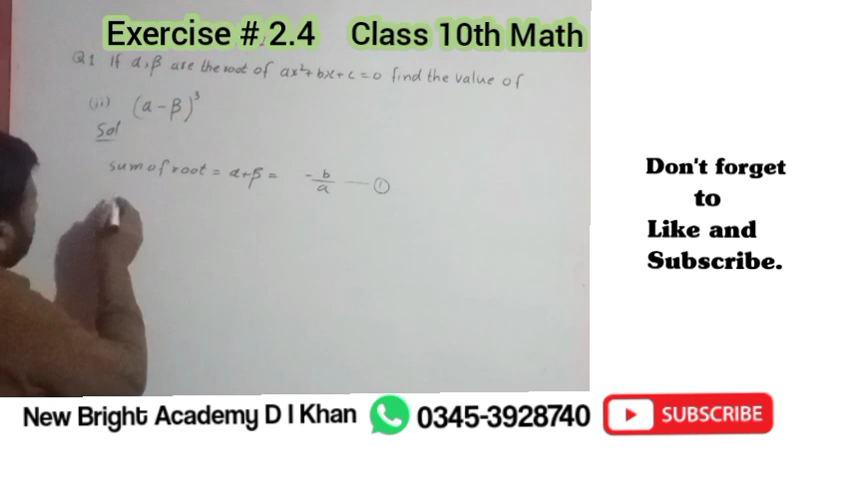 Exercise # 2.4 Class 10th Math
Q1 If α,β are the root of ax²+bx+c=0 find the value of
(ii) (α-β)³
Sol
sum of root = α+β = -b/a — ①
Don't forget
to
Like and
Subscribe.
New Bright Academy D I Khan 0345-3928740 SUBSCRIBE